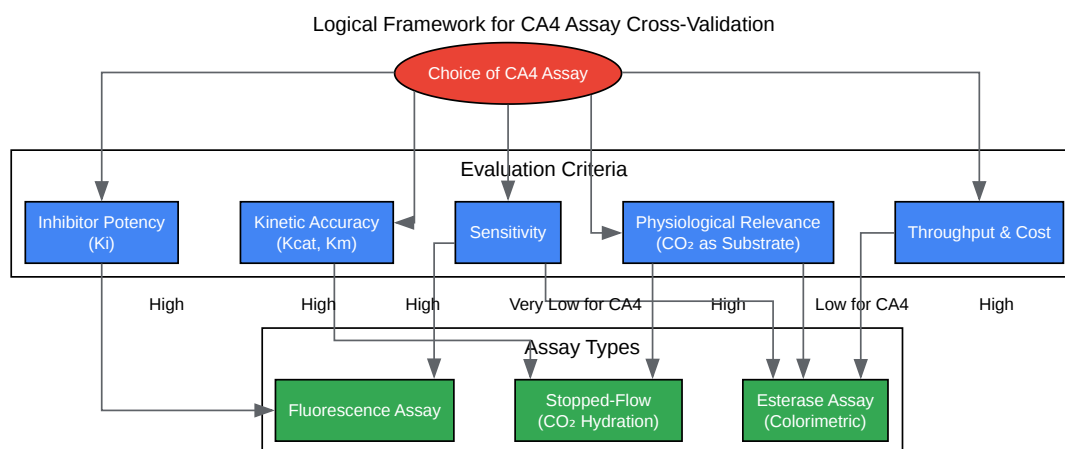 Logical Framework for CA4 Assay Cross-Validation
Choice of CA4 Assay
Evaluation Criteria
Inhibitor Potency
(Ki)
Kinetic Accuracy
(Kcat, Km)
Sensitivity
Physiological Relevance
(CO₂ as Substrate)
Throughput & Cost
High
High
High
Very Low for CA4
High
Low for CA4
High
Assay Types
Fluorescence Assay
Stopped-Flow
(CO₂ Hydration)
Esterase Assay
(Colorimetric)